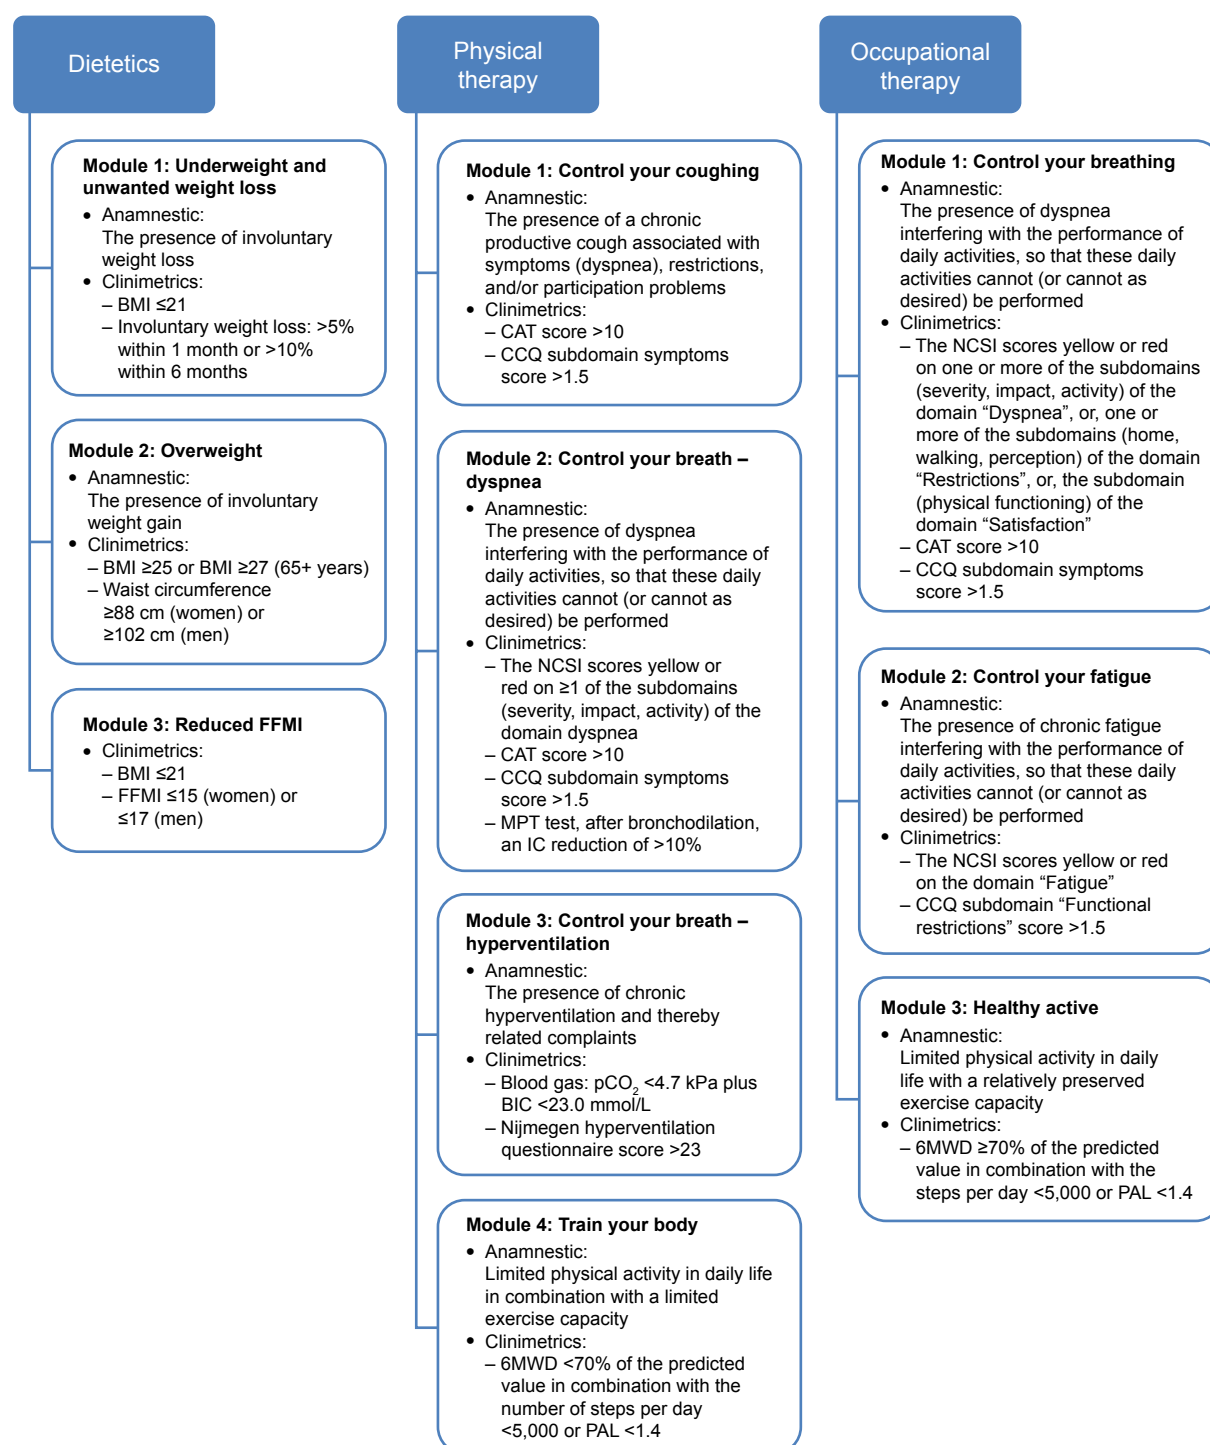 Dietetics
Module 1: Underweight and
unwanted weight loss
• Anamnestic:
The presence of involuntary
weight loss
• Clinimetrics:
– BMI ≤21
– Involuntary weight loss: >5%
within 1 month or >10%
within 6 months
Module 2: Overweight
• Anamnestic:
The presence of involuntary
weight gain
• Clinimetrics:
– BMI ≥25 or BMI ≥27 (65+ years)
– Waist circumference
≥88 cm (women) or
≥102 cm (men)
Module 3: Reduced FFMI
• Clinimetrics:
– BMI ≤21
– FFMI ≤15 (women) or
≤17 (men)
Physical
therapy
Module 1: Control your coughing
• Anamnestic:
The presence of a chronic
productive cough associated with
symptoms (dyspnea), restrictions,
and/or participation problems
• Clinimetrics:
– CAT score >10
– CCQ subdomain symptoms
score >1.5
Module 2: Control your breath –
dyspnea
• Anamnestic:
The presence of dyspnea
interfering with the performance of
daily activities, so that these daily
activities cannot (or cannot as
desired) be performed
• Clinimetrics:
– The NCSI scores yellow or
red on ≥1 of the subdomains
(severity, impact, activity) of the
domain dyspnea
– CAT score >10
– CCQ subdomain symptoms
score >1.5
– MPT test, after bronchodilation,
an IC reduction of >10%
Module 3: Control your breath –
hyperventilation
• Anamnestic:
The presence of chronic
hyperventilation and thereby
related complaints
• Clinimetrics:
– Blood gas: pCO₂ <4.7 kPa plus
BIC <23.0 mmol/L
– Nijmegen hyperventilation
questionnaire score >23
Module 4: Train your body
• Anamnestic:
Limited physical activity in daily life
in combination with a limited
exercise capacity
• Clinimetrics:
– 6MWD <70% of the predicted
value in combination with the
number of steps per day
<5,000 or PAL <1.4
Occupational
therapy
Module 1: Control your breathing
• Anamnestic:
The presence of dyspnea
interfering with the performance of
daily activities, so that these daily
activities cannot (or cannot as
desired) be performed
• Clinimetrics:
– The NCSI scores yellow or red
on one or more of the subdomains
(severity, impact, activity) of the
domain “Dyspnea”, or, one or
more of the subdomains (home,
walking, perception) of the domain
“Restrictions”, or, the subdomain
(physical functioning) of the
domain “Satisfaction”
– CAT score >10
– CCQ subdomain symptoms
score >1.5
Module 2: Control your fatigue
• Anamnestic:
The presence of chronic fatigue
interfering with the performance of
daily activities, so that these daily
activities cannot (or cannot as
desired) be performed
• Clinimetrics:
– The NCSI scores yellow or red
on the domain “Fatigue”
– CCQ subdomain “Functional
restrictions” score >1.5
Module 3: Healthy active
• Anamnestic:
Limited physical activity in daily
life with a relatively preserved
exercise capacity
• Clinimetrics:
– 6MWD ≥70% of the predicted
value in combination with the
steps per day <5,000 or PAL <1.4